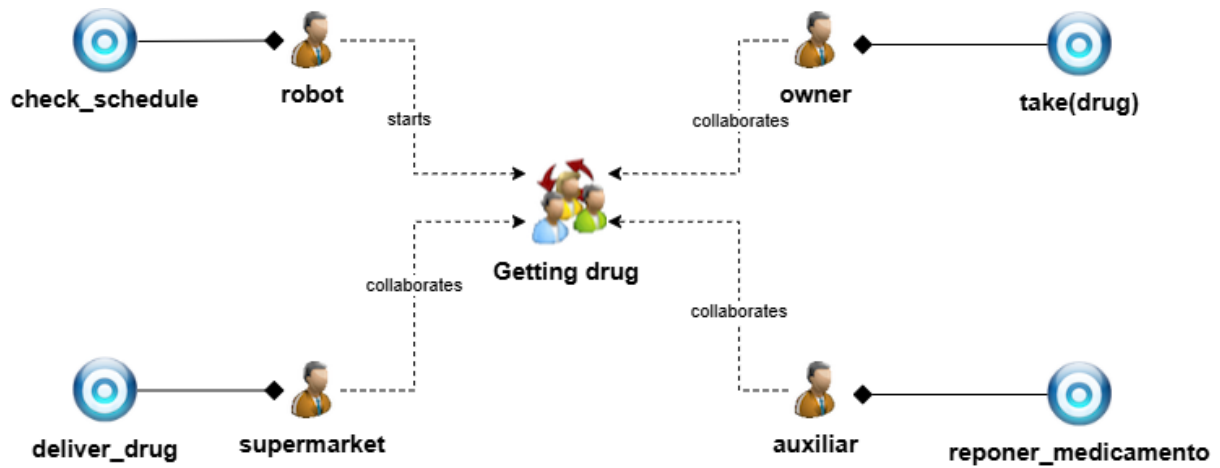 check_schedule
robot
owner
take(drug)
starts
collaborates
Getting drug
collaborates
collaborates
deliver_drug
supermarket
auxiliar
reponer_medicamento